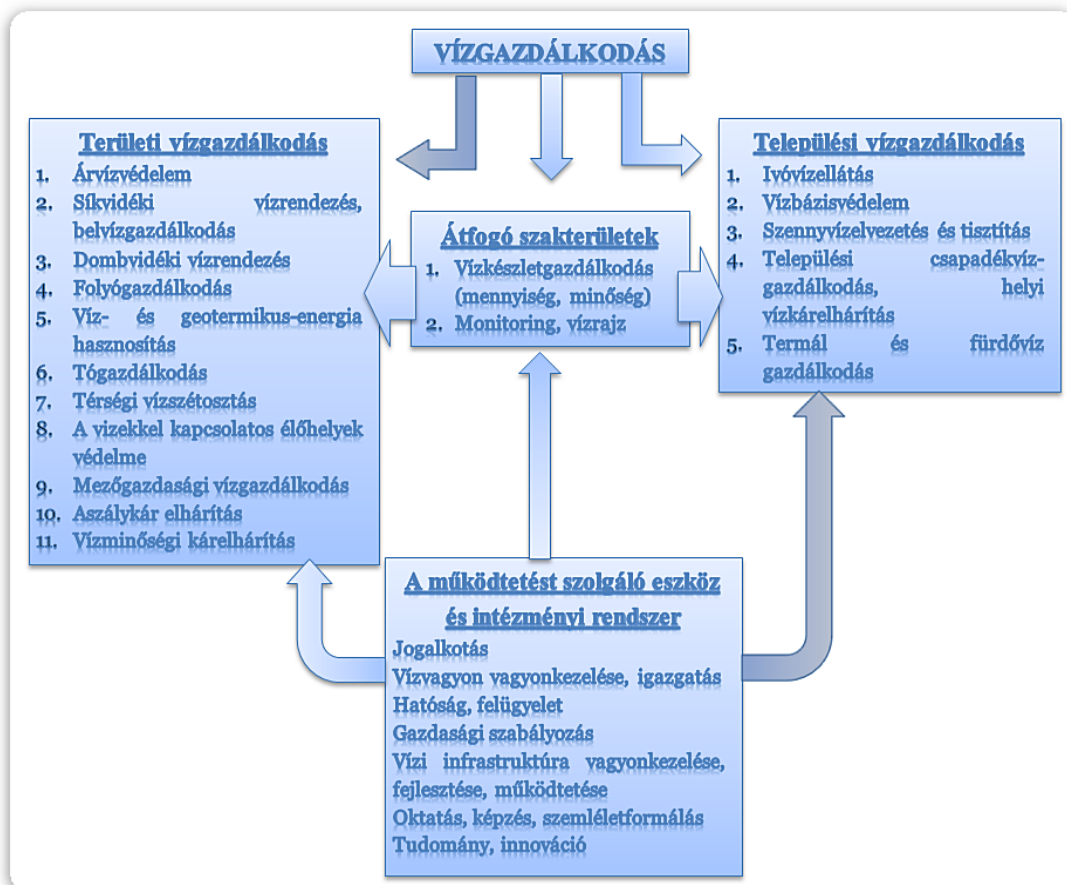 VÍZGAZDÁLKODÁS
Területi vízgazdálkodás
1. Árvízvédelem
2. Síkvidéki vízrendezés,
belvízgazdálkodás
3. Dombvidéki vízrendezés
4. Folyógazdálkodás
5. Víz- és geotermikus-energia
hasznosítás
6. Tógazdálkodás
7. Térségi vízszétosztás
8. A vizekkel kapcsolatos élőhelyek
védelme
9. Mezőgazdasági vízgazdálkodás
10. Aszálykár elhárítás
11. Vízminőségi kárelhárítás
Átfogó szakterületek
1. Vízkészletgazdálkodás
(mennyiség, minőség)
2. Monitoring, vízrajz
Települési vízgazdálkodás
1. Ivóvízellátás
2. Vízbázisvédelem
3. Szennyvízelvezetés és tisztítás
4. Települési csapadékvíz-
gazdálkodás, helyi
vízkárelhárítás
5. Termál és fürdővíz
gazdálkodás
A működtetést szolgáló eszköz
és intézményi rendszer
Jogalkotás
Vízvagyon vagyonkezelése, igazgatás
Hatóság, felügyelet
Gazdasági szabályozás
Vízi infrastruktúra vagyonkezelése,
fejlesztése, működtetése
Oktatás, képzés, szemléletformálás
Tudomány, innováció